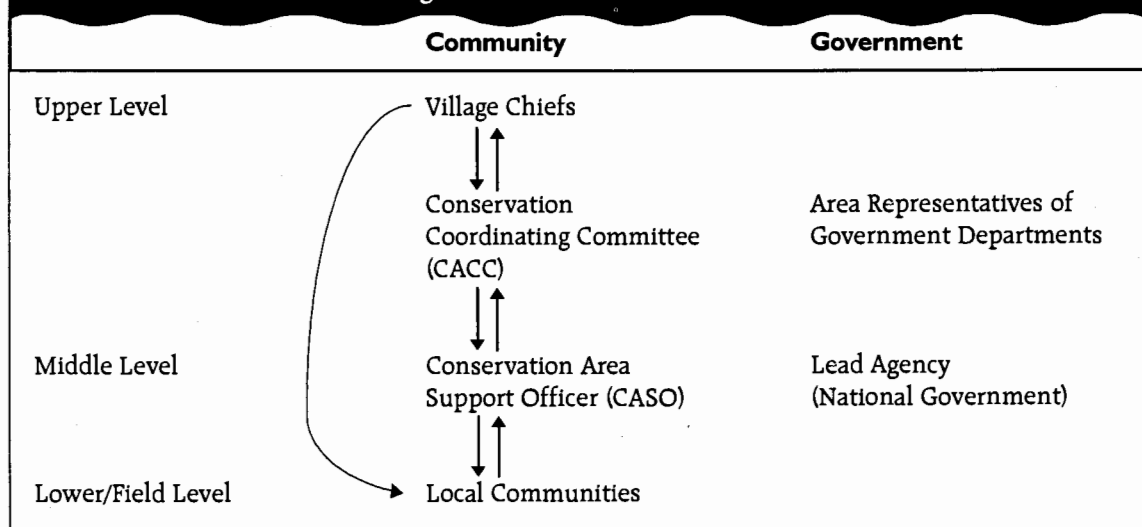 Community Government
Upper Level Village Chiefs
Conservation Area Representatives of
Coordinating Committee Government Departments
(CACC)
Middle Level Conservation Area Lead Agency
Support Officer (CASO) (National Government)
Lower/Field Level Local Communities